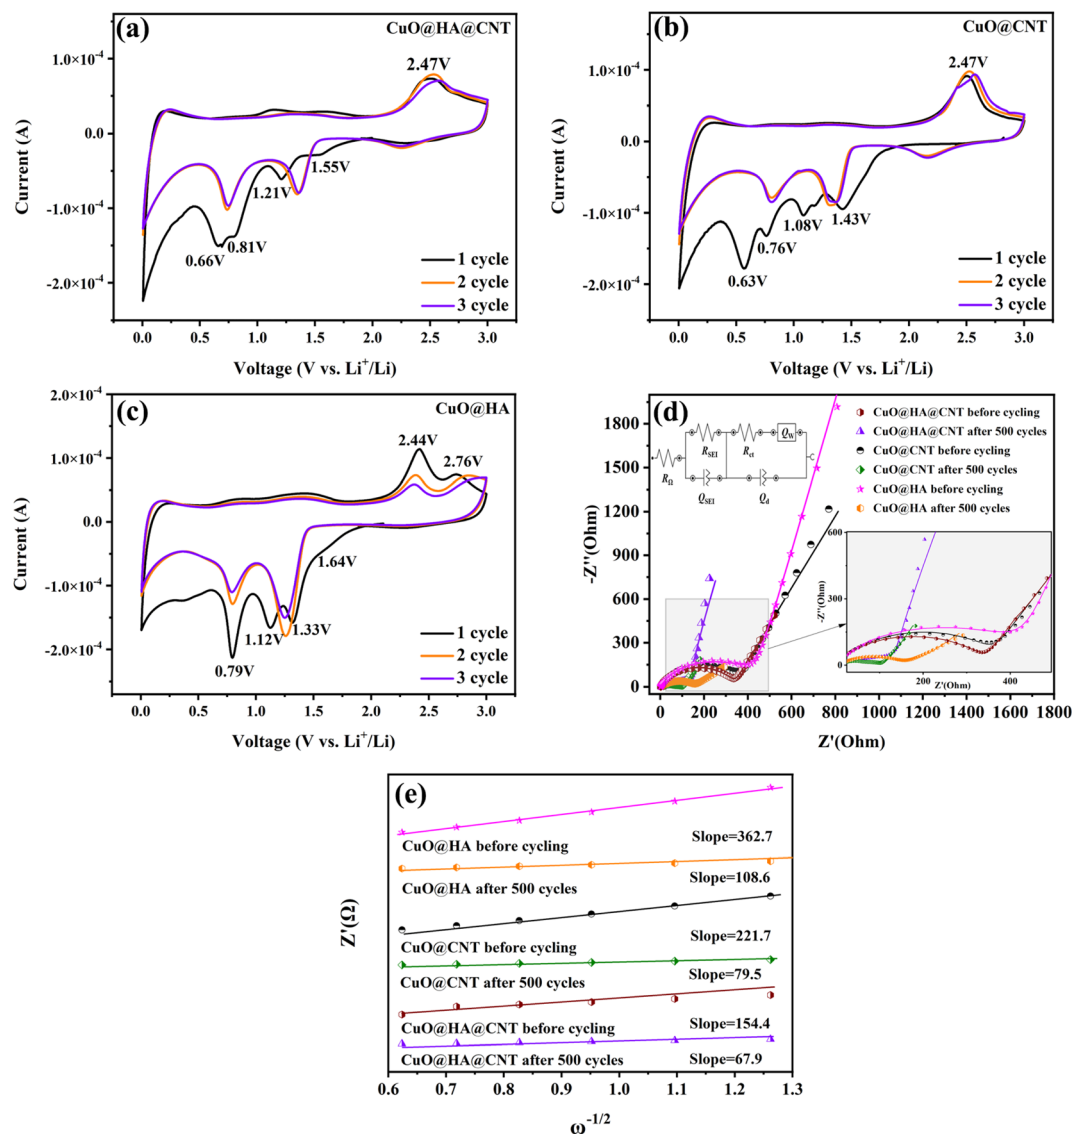 (a)
CuO@HA@CNT
1.0×10⁻⁴
0.0
-1.0×10⁻⁴
-2.0×10⁻⁴
Current (A)
2.47V
1.55V
1.21V
0.81V
0.66V
1 cycle
2 cycle
3 cycle
0.0 0.5 1.0 1.5 2.0 2.5 3.0
Voltage (V vs. Li⁺/Li)
(b)
CuO@CNT
1.0×10⁻⁴
0.0
-1.0×10⁻⁴
-2.0×10⁻⁴
Current (A)
2.47V
1.43V
1.08V
0.76V
0.63V
1 cycle
2 cycle
3 cycle
0.0 0.5 1.0 1.5 2.0 2.5 3.0
Voltage (V vs. Li⁺/Li)
(c)
CuO@HA
2.0×10⁻⁴
1.0×10⁻⁴
0.0
-1.0×10⁻⁴
-2.0×10⁻⁴
Current (A)
2.44V
2.76V
1.64V
1.33V
1.12V
0.79V
1 cycle
2 cycle
3 cycle
0.0 0.5 1.0 1.5 2.0 2.5 3.0
Voltage (V vs. Li⁺/Li)
(d)
1800
1500
1200
900
600
300
0
-Z''(Ohm)
R_Ω
R_SEI
R_ct
Q_W
Q_SEI
Q_d
CuO@HA@CNT before cycling
CuO@HA@CNT after 500 cycles
CuO@CNT before cycling
CuO@CNT after 500 cycles
CuO@HA before cycling
CuO@HA after 500 cycles
600
300
0
-Z''(Ohm)
200 400
Z'(Ohm)
0 200 400 600 800 1000 1200 1400 1600 1800
Z'(Ohm)
(e)
Z'(Ω)
CuO@HA before cycling
Slope=362.7
CuO@HA after 500 cycles
Slope=108.6
CuO@CNT before cycling
Slope=221.7
CuO@CNT after 500 cycles
Slope=79.5
CuO@HA@CNT before cycling
Slope=154.4
CuO@HA@CNT after 500 cycles
Slope=67.9
0.6 0.7 0.8 0.9 1.0 1.1 1.2 1.3
ω⁻¹/²